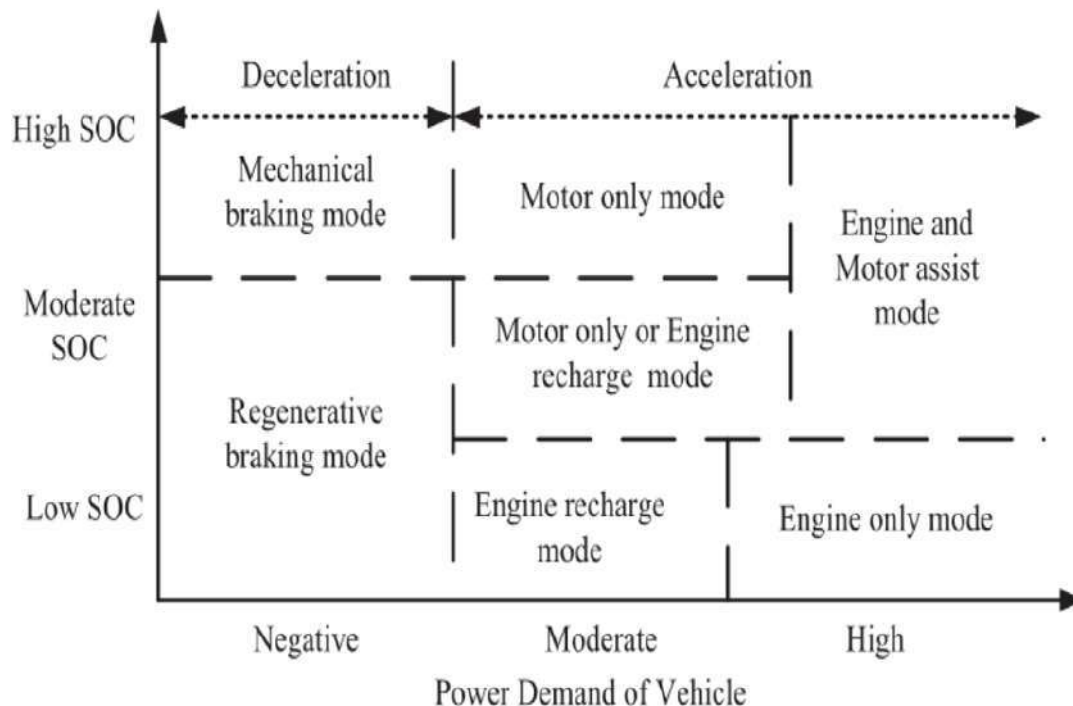 Deceleration
Acceleration
High SOC
Mechanical
braking mode
Motor only mode
Engine and
Motor assist
mode
Moderate
SOC
Motor only or Engine
recharge mode
Regenerative
braking mode
Low SOC
Engine recharge
mode
Engine only mode
Negative
Moderate
High
Power Demand of Vehicle